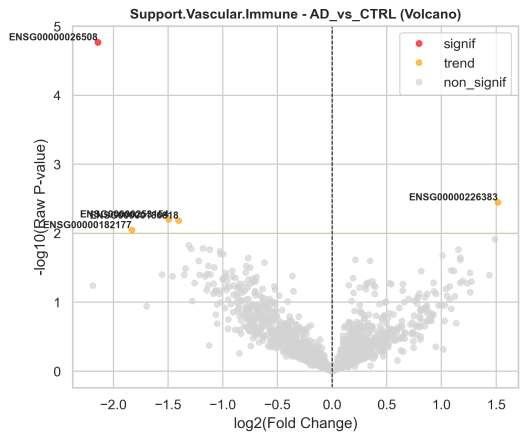 Support.Vascular.Immune - AD_vs_CTRL (Volcano)
signif
trend
non_signif
ENSG00000026508
ENSG00000226383
ENSG00000182177
-log10(Raw P-value)
5
4
3
2
1
0
−2.0
−1.5
−1.0
−0.5
0.0
0.5
1.0
1.5
log2(Fold Change)